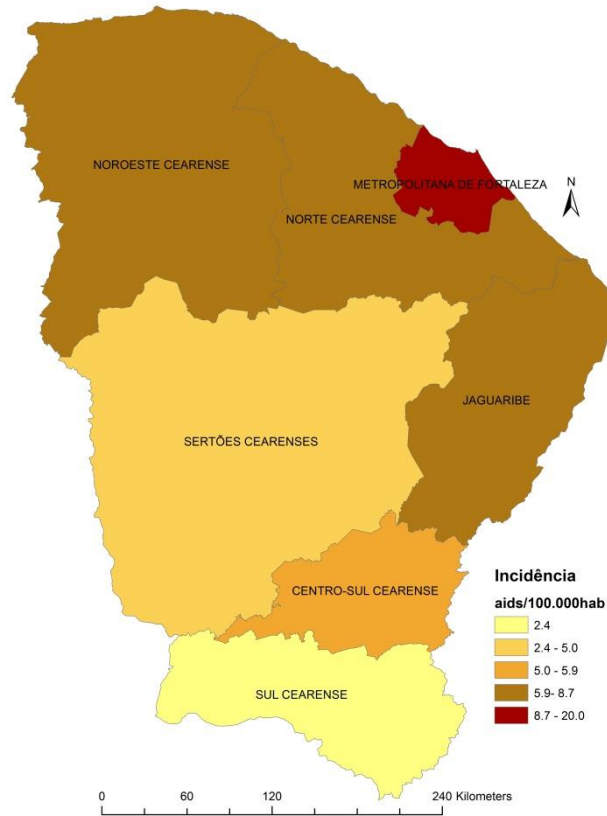 NOROESTE CEARENSE
METROPOLITANA DE FORTALEZA
N
NORTE CEARENSE
JAGUARIBE
SERTÕES CEARENSES
CENTRO-SUL CEARENSE
SUL CEARENSE
Incidência
aids/100.000hab
2.4
2.4 - 5.0
5.0 - 5.9
5.9- 8.7
8.7 - 20.0
0 60 120 240 Kilometers